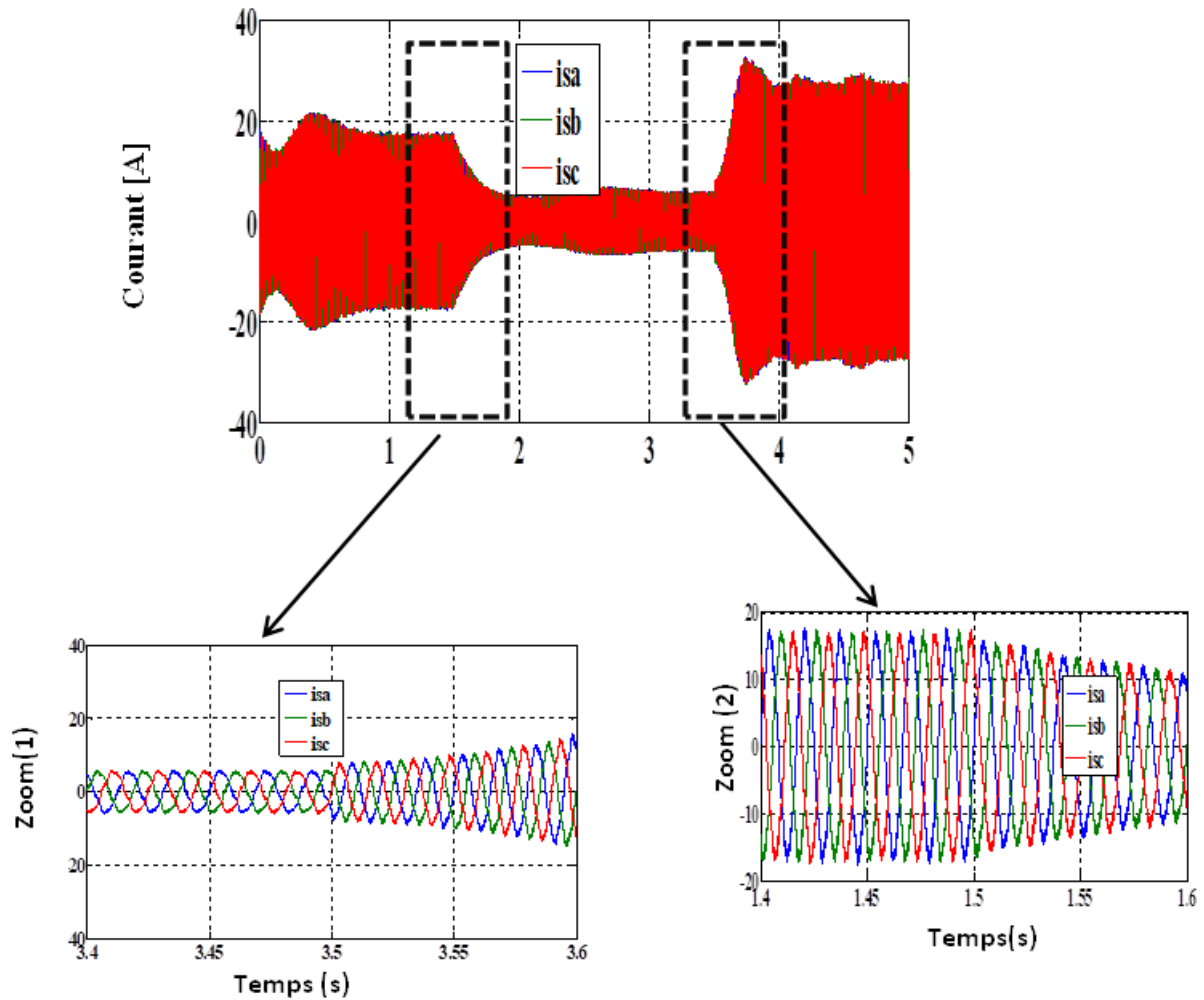 40
20
0
-20
-40
Courant [A]
isa
isb
isc
0 1 2 3 4 5
40
20
0
20
40
Zoom(1)
isa
isb
isc
3.4 3.45 3.5 3.55 3.6
Temps (s)
20
10
0
-10
-20
Zoom (2)
isa
isb
isc
1.4 1.45 1.5 1.55 1.6
Temps(s)